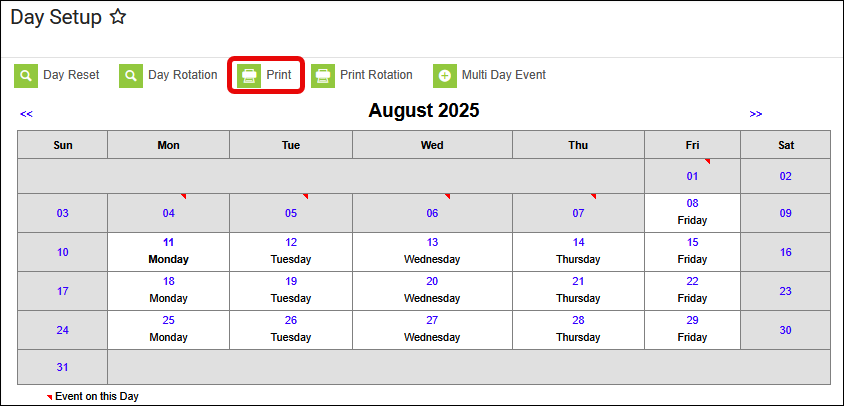 Day Setup
Day Reset Day Rotation Print Print Rotation Multi Day Event
<< August 2025 >>
Sun Mon Tue Wed Thu Fri Sat
01 02
03 04 05 06 07 08 09
Friday
10 11 12 13 14 15 16
Monday Tuesday Wednesday Thursday Friday
17 18 19 20 21 22 23
Monday Tuesday Wednesday Thursday Friday
24 25 26 27 28 29 30
Monday Tuesday Wednesday Thursday Friday
31
Event on this Day